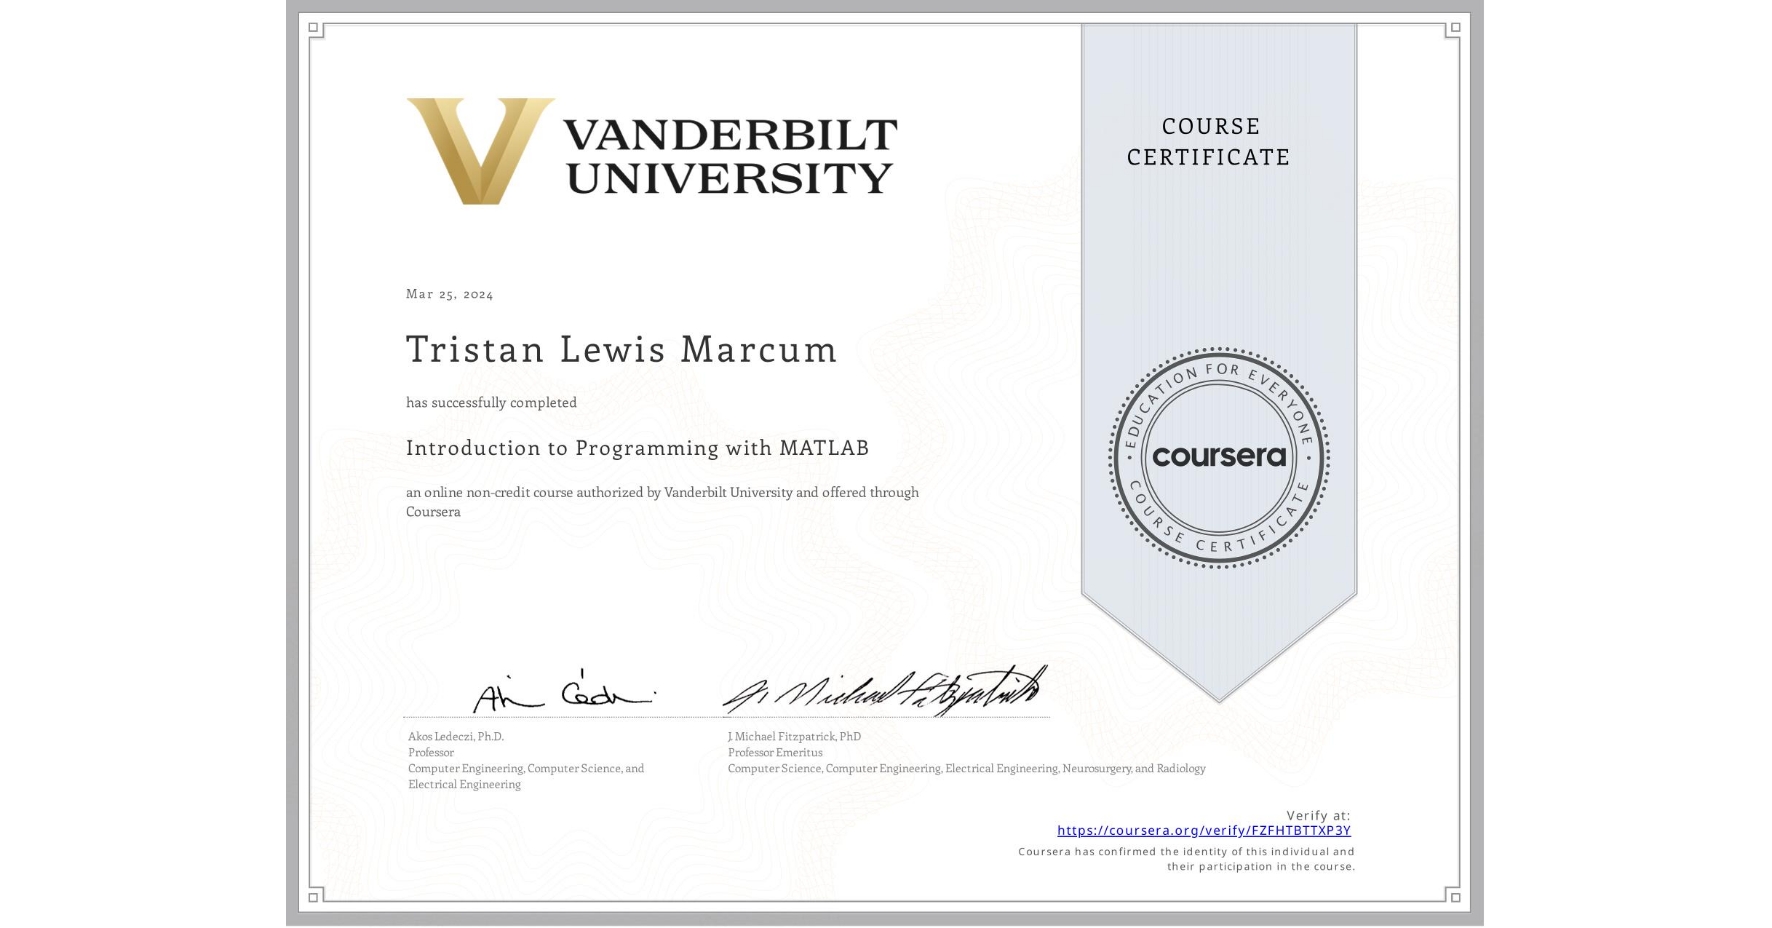 VANDERBILT
UNIVERSITY
COURSE
CERTIFICATE
Mar 25, 2024
Tristan Lewis Marcum
has successfully completed
Introduction to Programming with MATLAB
an online non-credit course authorized by Vanderbilt University and offered through
Coursera
EDUCATION FOR EVERYONE
coursera
COURSE CERTIFICATE
Akos Ledeczi, Ph.D.
Professor
Computer Engineering, Computer Science, and
Electrical Engineering
J. Michael Fitzpatrick
J. Michael Fitzpatrick, PhD
Professor Emeritus
Computer Science, Computer Engineering, Electrical Engineering, Neurosurgery, and Radiology
Verify at:
https://coursera.org/verify/FZFHTBTTXP3Y
Coursera has confirmed the identity of this individual and
their participation in the course.